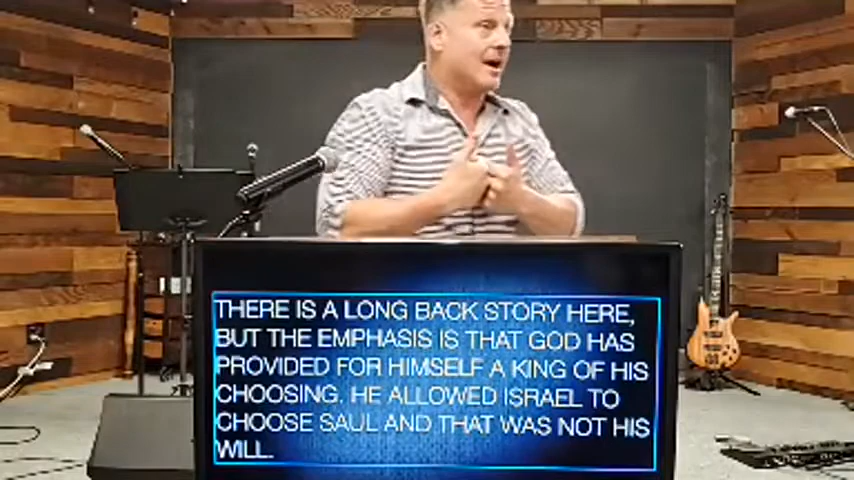 THERE IS A LONG BACK STORY HERE,
BUT THE EMPHASIS IS THAT GOD HAS
PROVIDED FOR HIMSELF A KING OF HIS
CHOOSING. HE ALLOWED ISRAEL TO
CHOOSE SAUL AND THAT WAS NOT HIS
WILL.